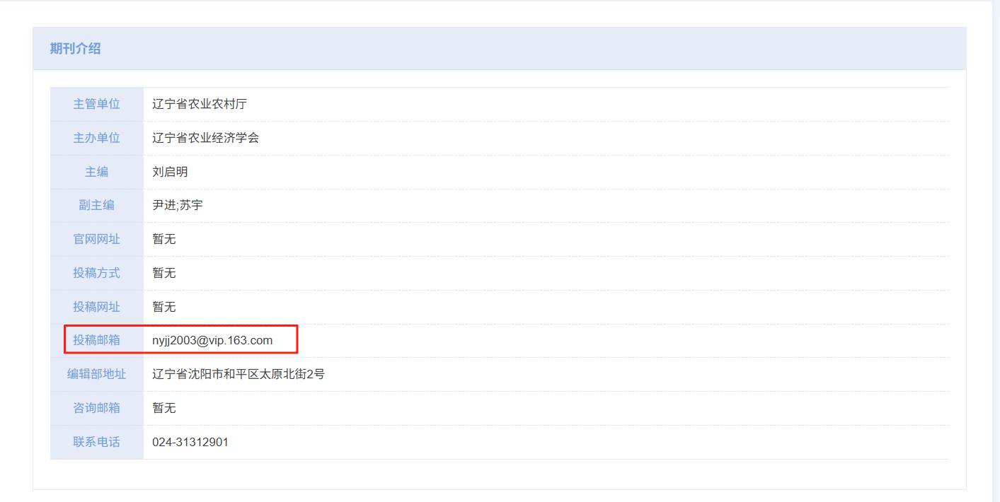 期刊介绍
主管单位 辽宁省农业农村厅
主办单位 辽宁省农业经济学会
主编 刘启明
副主编 尹进;苏宇
官网网址 暂无
投稿方式 暂无
投稿网址 暂无
投稿邮箱 nyjj2003@vip.163.com
编辑部地址 辽宁省沈阳市和平区太原北街2号
咨询邮箱 暂无
联系电话 024-31312901